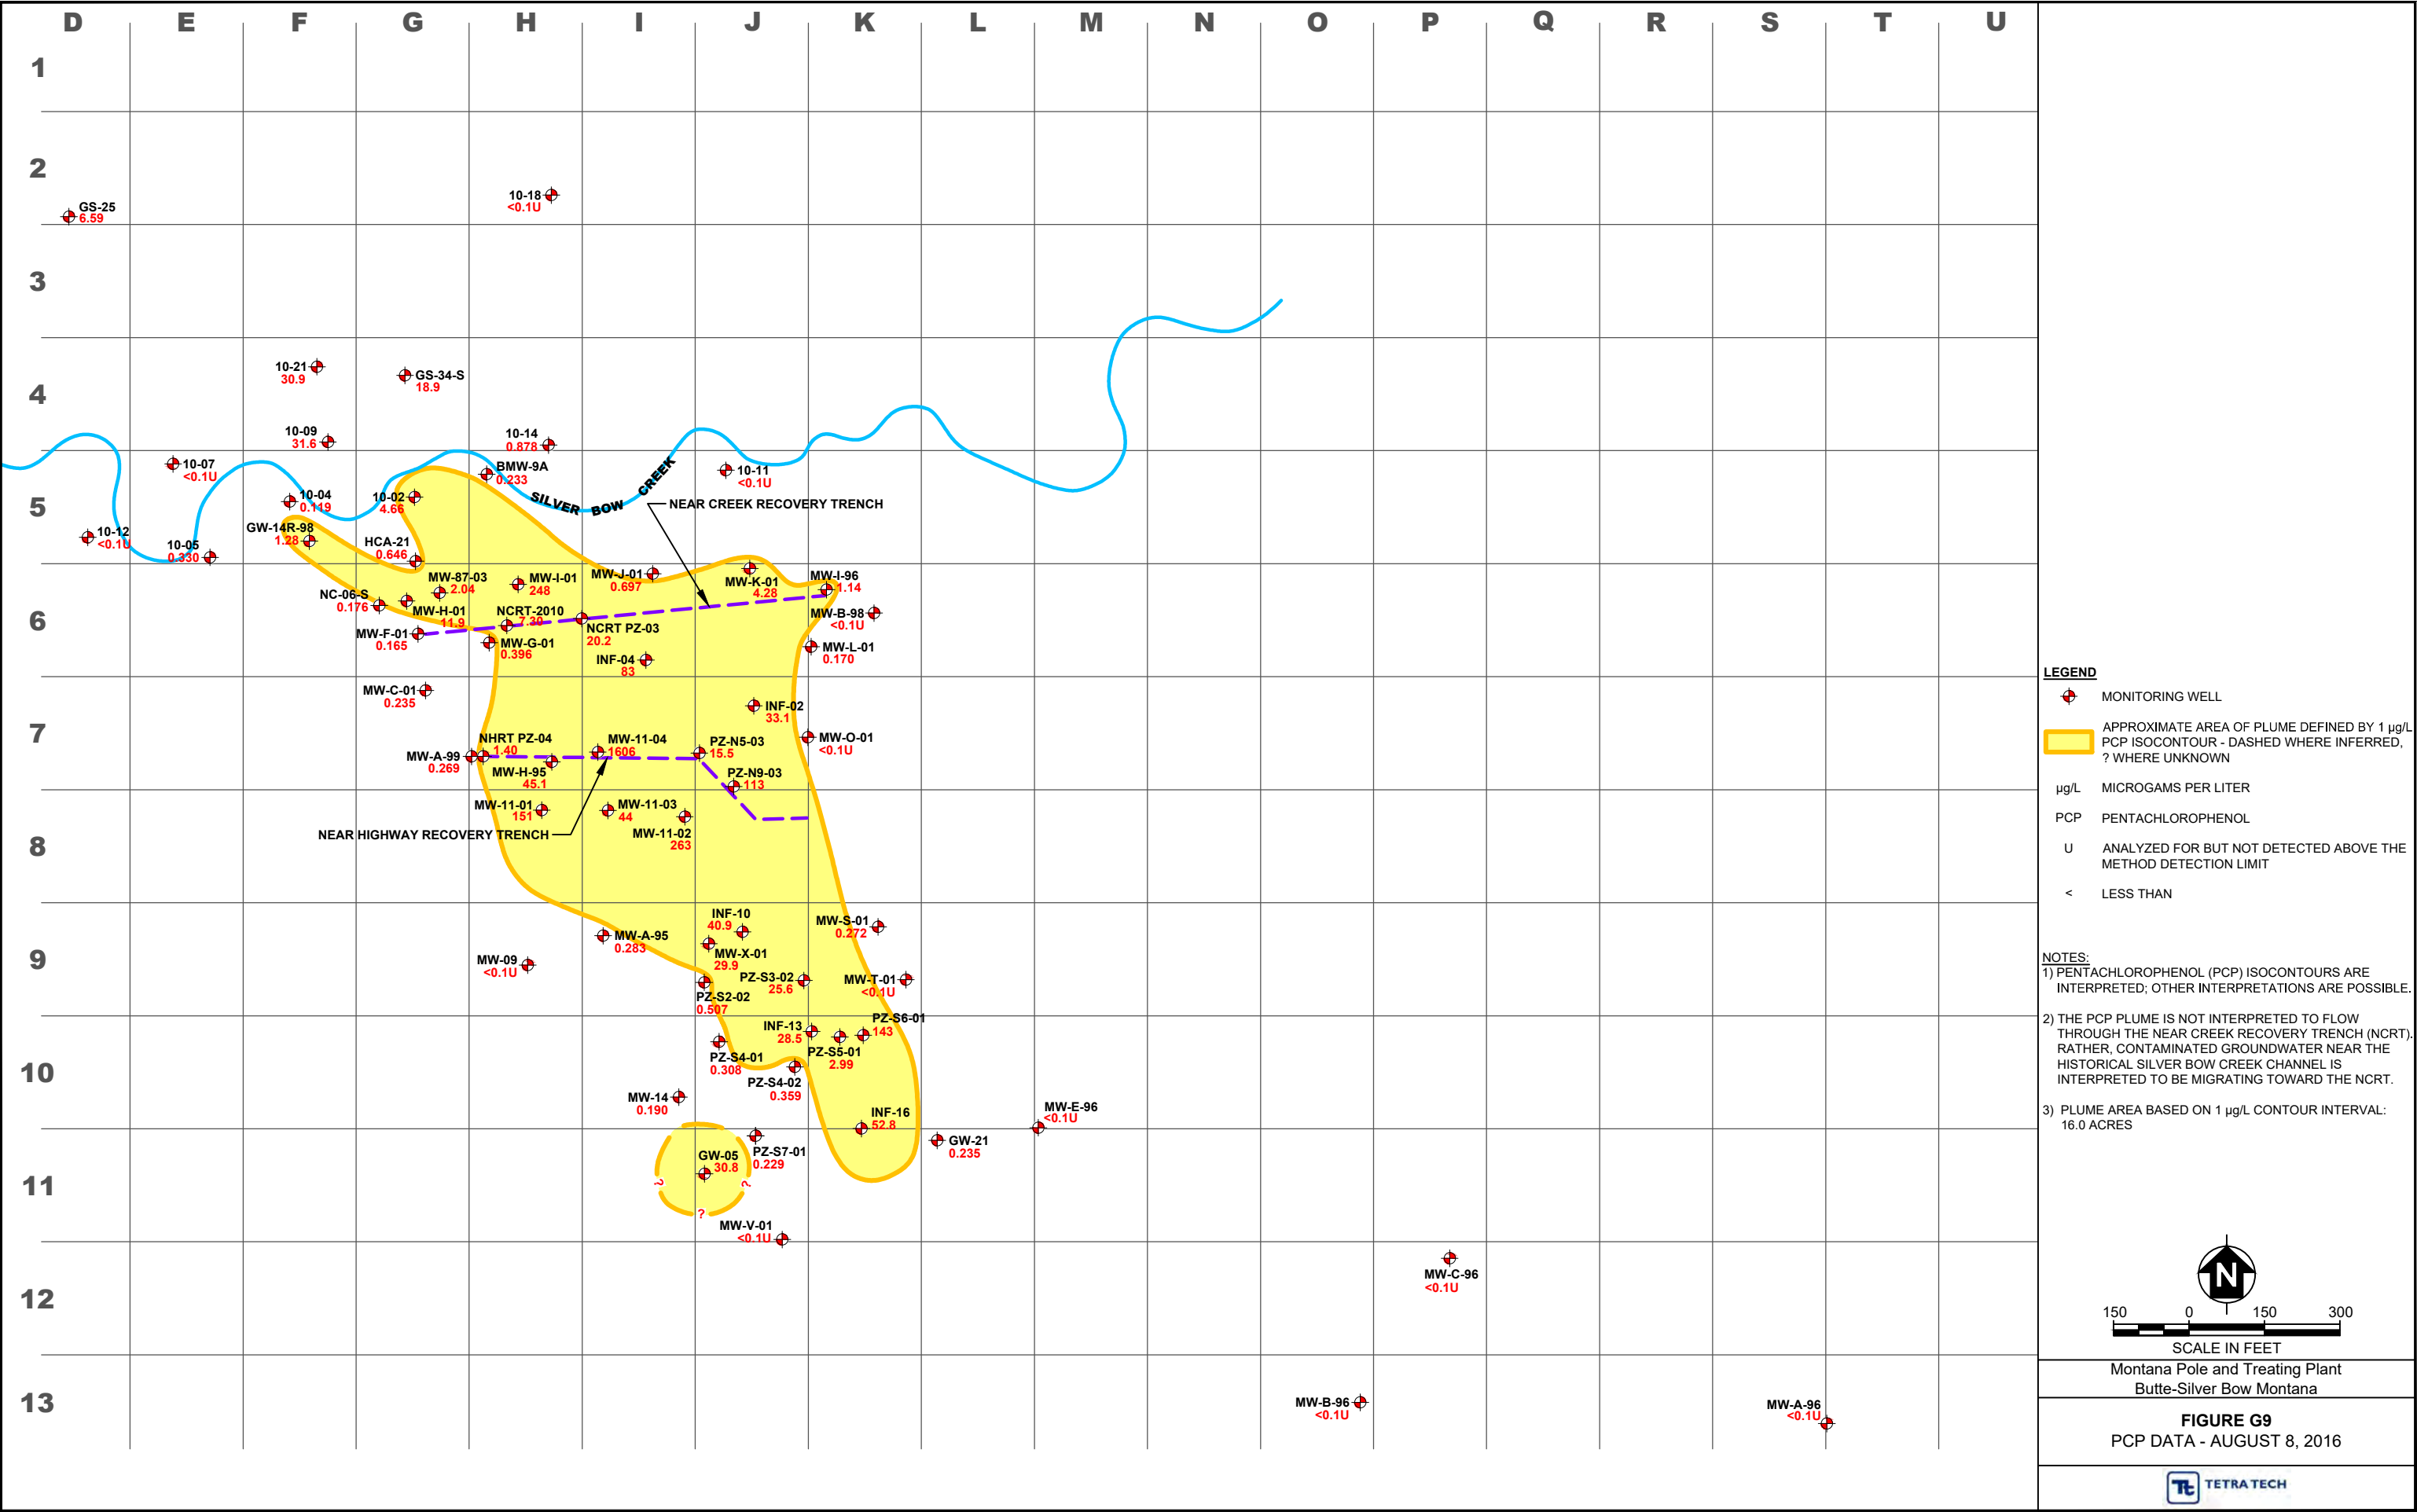 D E F G H I J K L M N O P Q R S T U
1
2
3
4
5
6
7
8
9
10
11
12
13
GS-25
6.59
10-18
<0.1U
10-21
30.9
GS-34-S
18.9
10-09
31.6
10-14
0.878
10-07
<0.1U
BMW-9A
0.233
10-11
<0.1U
10-04
0.119
10-02
4.66
SILVER BOW CREEK
NEAR CREEK RECOVERY TRENCH
10-12
<0.1U
GW-14R-98
1.28
10-05
0.330
HCA-21
0.646
MW-87-03
2.04
MW-I-01
248
MW-J-01
0.697
MW-K-01
4.28
MW-I-96
1.14
NC-06-S
0.176
MW-H-01
11.9
NCRT-2010
7.30
NCRT PZ-03
20.2
MW-B-98
<0.1U
MW-F-01
0.165
MW-G-01
0.396
MW-L-01
0.170
INF-04
83
MW-C-01
0.235
INF-02
33.1
NHRT PZ-04
1.40
MW-11-04
1606
PZ-N5-03
15.5
MW-O-01
<0.1U
MW-A-99
0.269
MW-H-95
45.1
PZ-N9-03
113
MW-11-01
151
MW-11-03
44
MW-11-02
263
NEAR HIGHWAY RECOVERY TRENCH
INF-10
40.9
MW-S-01
0.272
MW-A-95
0.283
MW-X-01
29.9
MW-09
<0.1U
PZ-S3-02
25.6
MW-T-01
<0.1U
PZ-S2-02
0.507
INF-13
28.5
PZ-S6-01
143
PZ-S4-01
0.308
PZ-S5-01
2.99
PZ-S4-02
0.359
MW-14
0.190
INF-16
52.8
MW-E-96
<0.1U
GW-21
0.235
PZ-S7-01
0.229
GW-05
30.8
? ?
?
MW-V-01
<0.1U
MW-C-96
<0.1U
MW-B-96
<0.1U
MW-A-96
<0.1U
LEGEND
MONITORING WELL
APPROXIMATE AREA OF PLUME DEFINED BY 1 µg/L
PCP ISOCONTOUR - DASHED WHERE INFERRED,
? WHERE UNKNOWN
µg/L MICROGAMS PER LITER
PCP PENTACHLOROPHENOL
U ANALYZED FOR BUT NOT DETECTED ABOVE THE
METHOD DETECTION LIMIT
< LESS THAN
NOTES:
1) PENTACHLOROPHENOL (PCP) ISOCONTOURS ARE
INTERPRETED; OTHER INTERPRETATIONS ARE POSSIBLE.
2) THE PCP PLUME IS NOT INTERPRETED TO FLOW
THROUGH THE NEAR CREEK RECOVERY TRENCH (NCRT).
RATHER, CONTAMINATED GROUNDWATER NEAR THE
HISTORICAL SILVER BOW CREEK CHANNEL IS
INTERPRETED TO BE MIGRATING TOWARD THE NCRT.
3) PLUME AREA BASED ON 1 µg/L CONTOUR INTERVAL:
16.0 ACRES
N
150 0 150 300
SCALE IN FEET
Montana Pole and Treating Plant
Butte-Silver Bow Montana
FIGURE G9
PCP DATA - AUGUST 8, 2016
Tt TETRA TECH